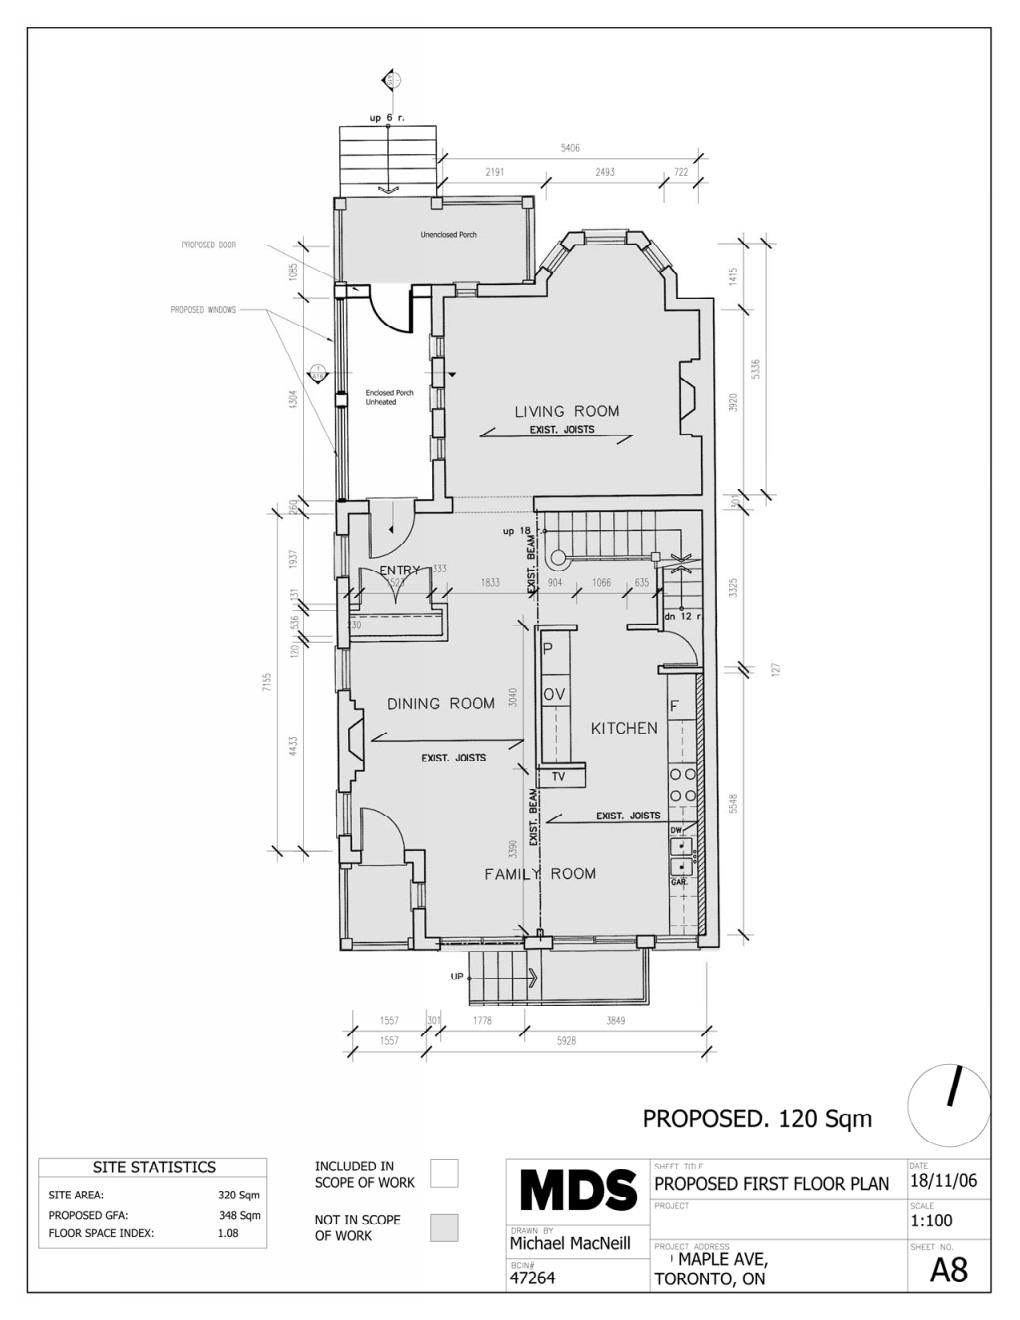 up 6 r.
5406
2191
2493
722
Unenclosed Porch
PROPOSED DOOR
1085
1415
PROPOSED WINDOWS
5336
1
A16
Enclosed Porch
Unheated
4304
3920
LIVING ROOM
EXIST. JOISTS
260
301
up 18 r.
EXIST. BEAM
1937
ENTRY
333
1523
1833
904
1066
635
3325
131
536
230
dn 12 r.
120
P
127
7155
OV
3040
DINING ROOM
F
KITCHEN
4433
EXIST. JOISTS
TV
EXIST. BEAM
5548
EXIST. JOISTS
DW
3390
FAMILY ROOM
GAR.
UP
1557
301
1778
3849
1557
5928
PROPOSED. 120 Sqm
SITE STATISTICS
SITE AREA: 320 Sqm
PROPOSED GFA: 348 Sqm
FLOOR SPACE INDEX: 1.08
INCLUDED IN
SCOPE OF WORK
NOT IN SCOPE
OF WORK
MDS
DRAWN BY
Michael MacNeill
BCIN#
47264
SHEET TITLE
PROPOSED FIRST FLOOR PLAN
PROJECT
PROJECT ADDRESS
MAPLE AVE,
TORONTO, ON
DATE
18/11/06
SCALE
1:100
SHEET NO.
A8